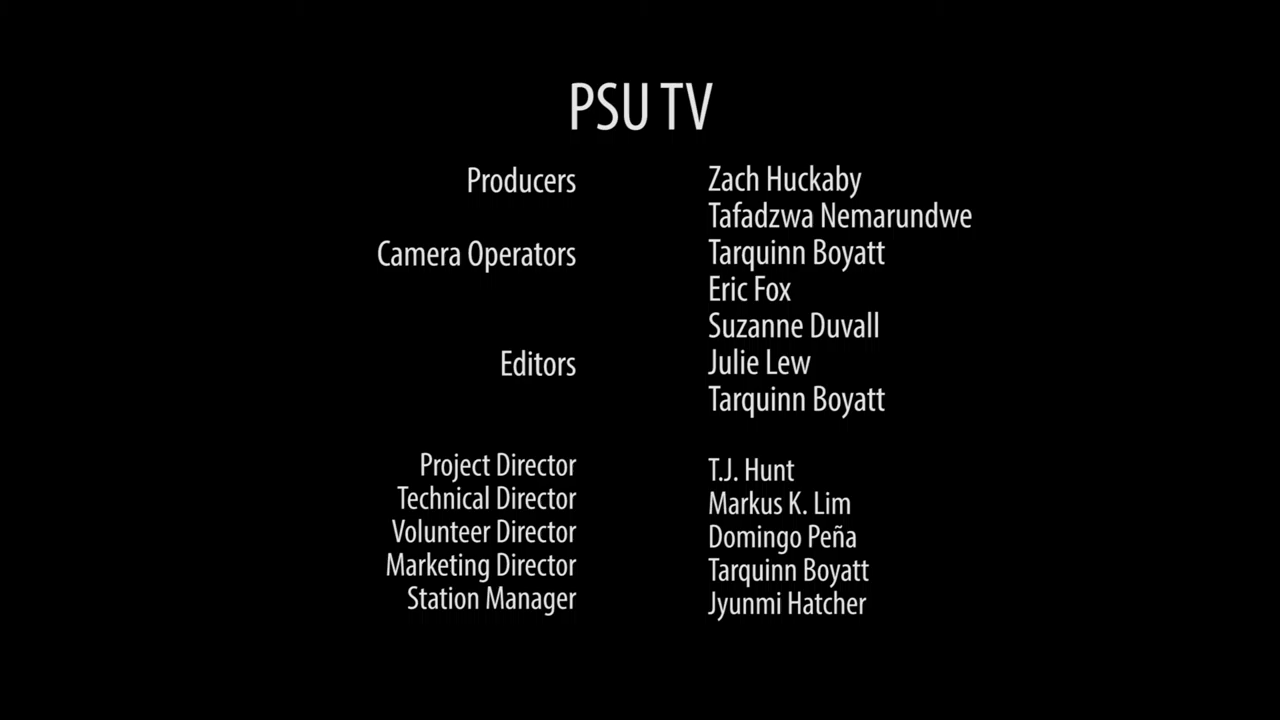 PSU TV
Producers Zach Huckaby
Tafadzwa Nemarundwe
Camera Operators Tarquinn Boyatt
Eric Fox
Suzanne Duvall
Editors Julie Lew
Tarquinn Boyatt
Project Director T.J. Hunt
Technical Director Markus K. Lim
Volunteer Director Domingo Peña
Marketing Director Tarquinn Boyatt
Station Manager Jyunmi Hatcher